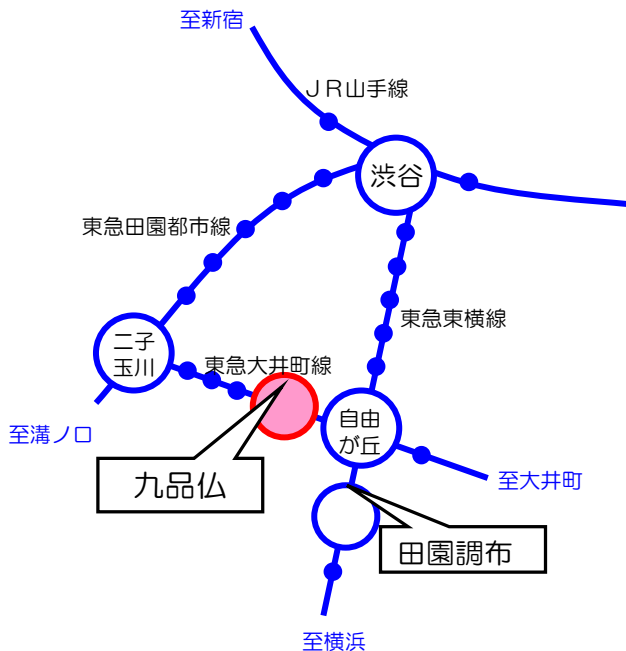 至新宿
ＪＲ山手線
渋谷
東急田園都市線
東急東横線
二子
玉川
東急大井町線
至溝ノ口
自由
が丘
九品仏
至大井町
田園調布
至横浜